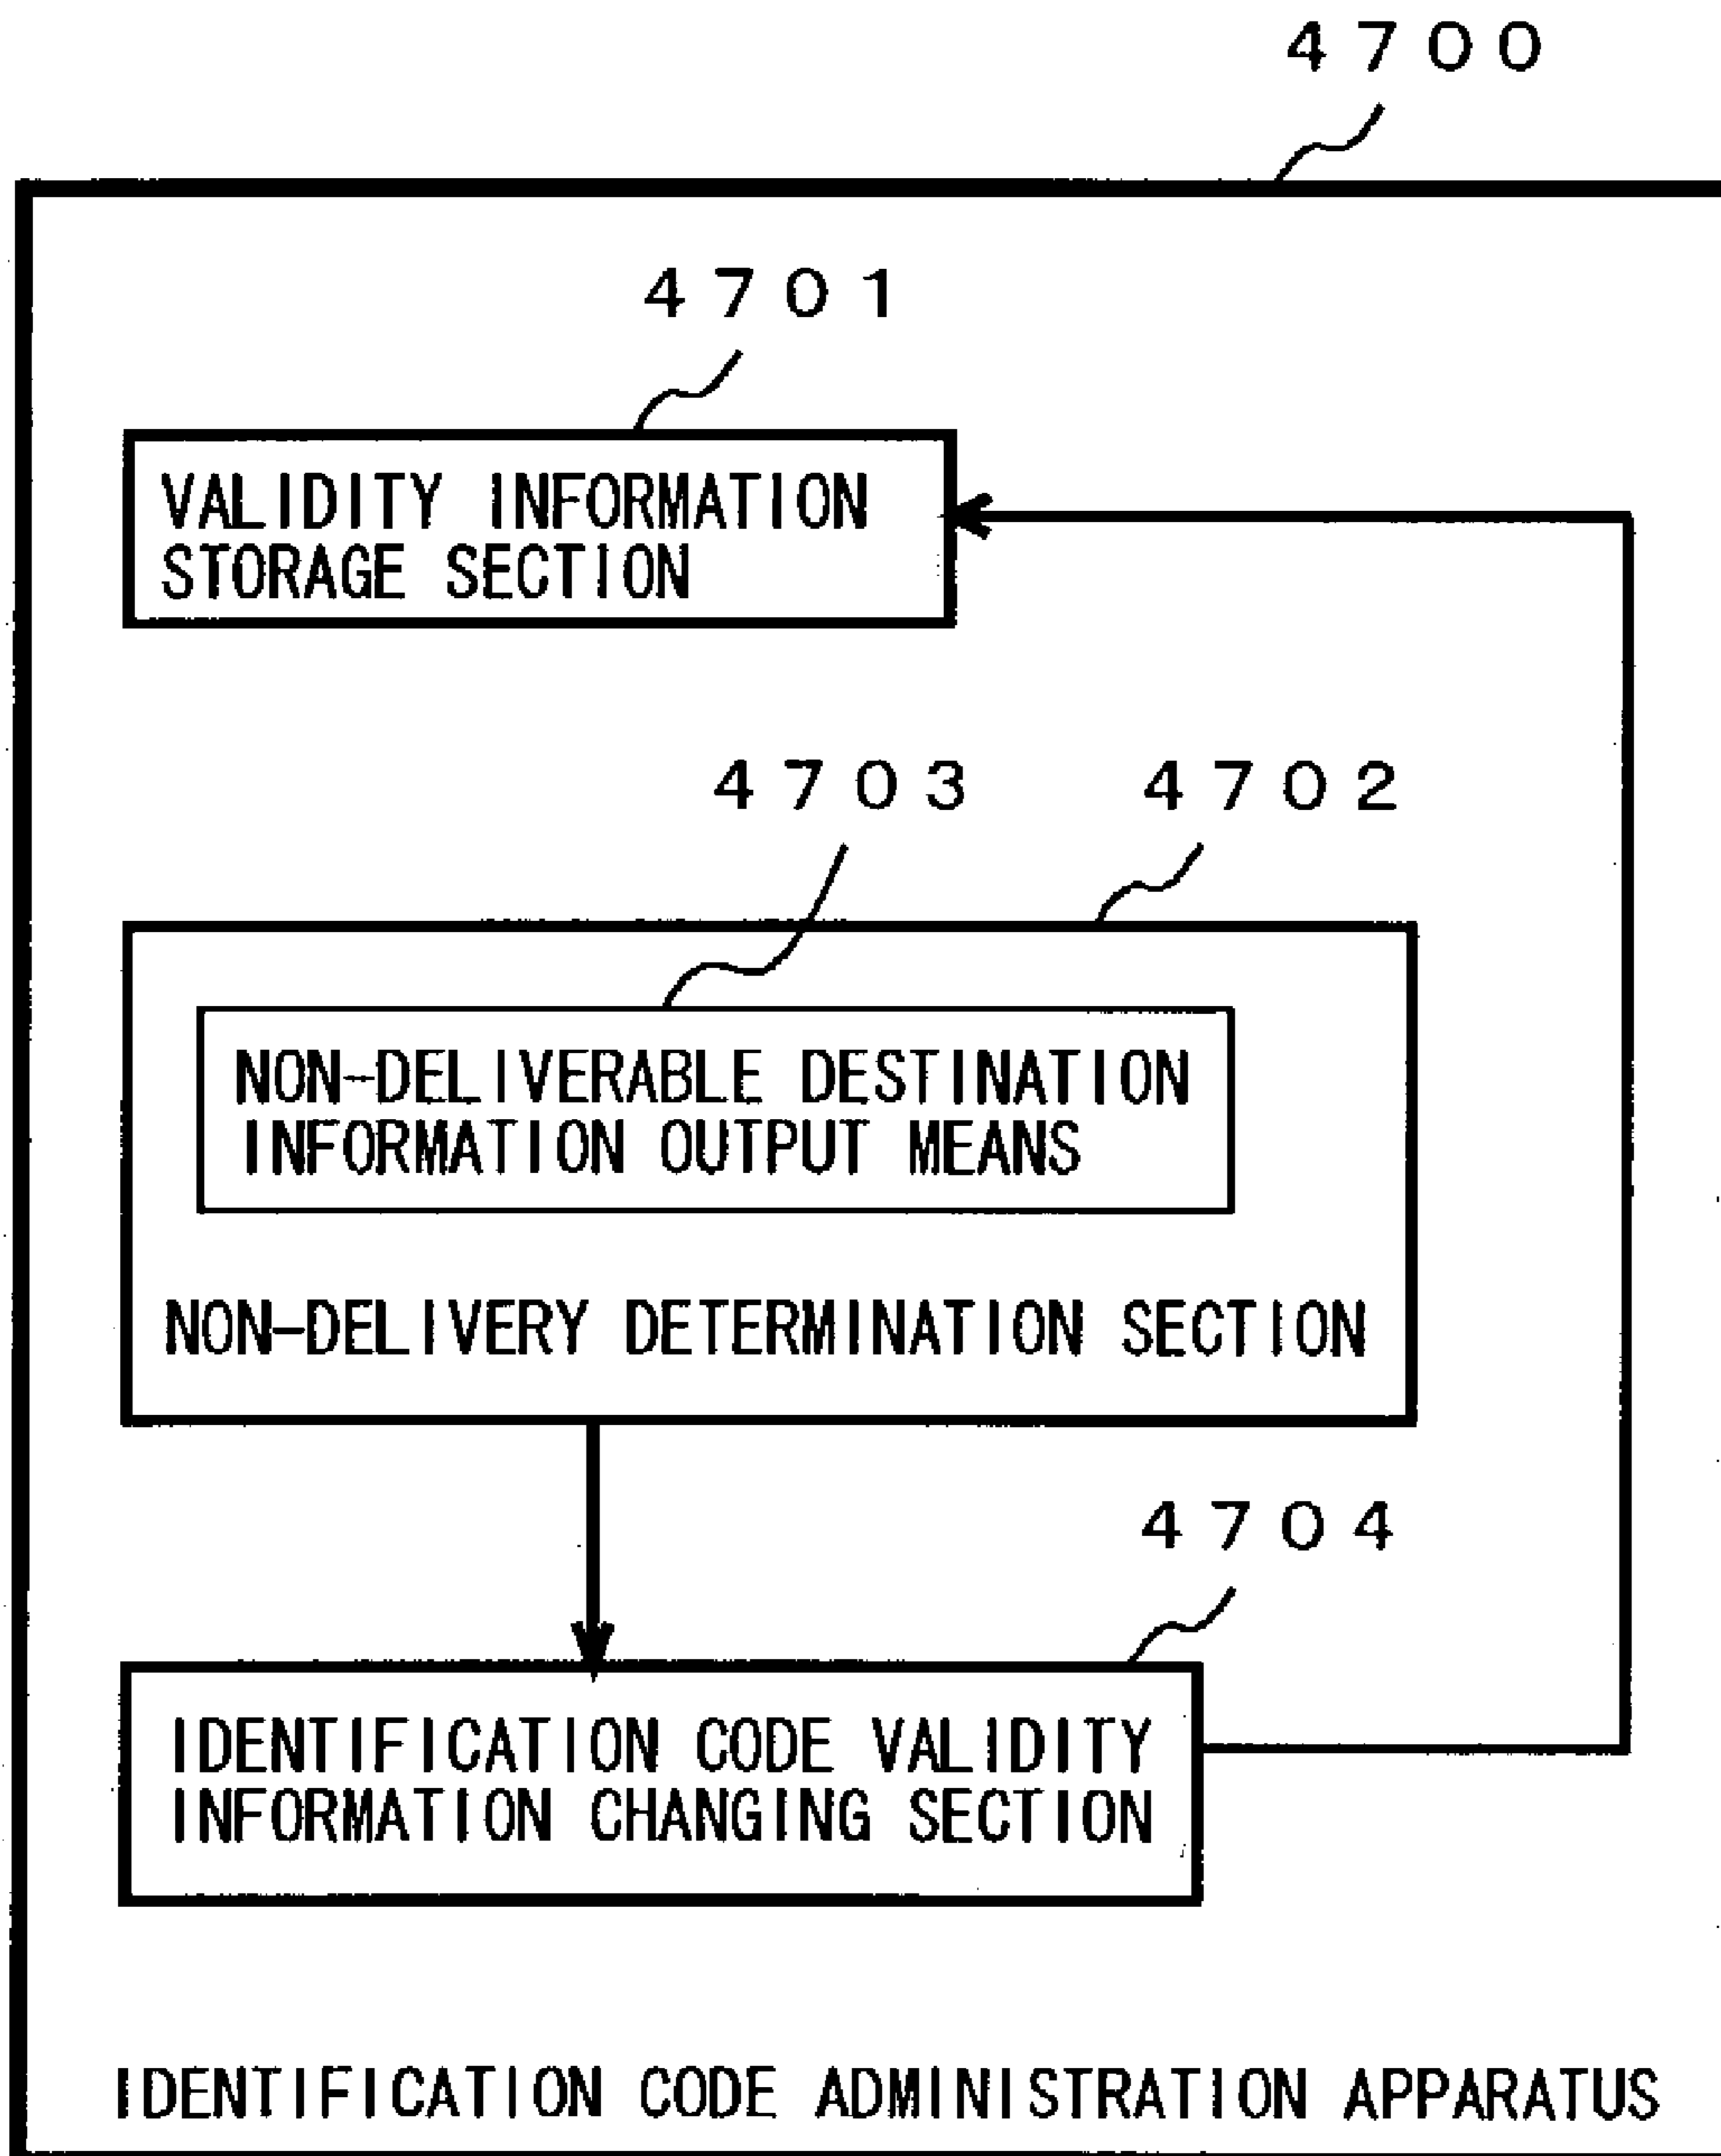 4700
4701
VALIDITY INFORMATION
STORAGE SECTION
4703
4702
NON-DELIVERABLE DESTINATION
INFORMATION OUTPUT MEANS
NON-DELIVERY DETERMINATION SECTION
4704
IDENTIFICATION CODE VALIDITY
INFORMATION CHANGING SECTION
IDENTIFICATION CODE ADMINISTRATION APPARATUS